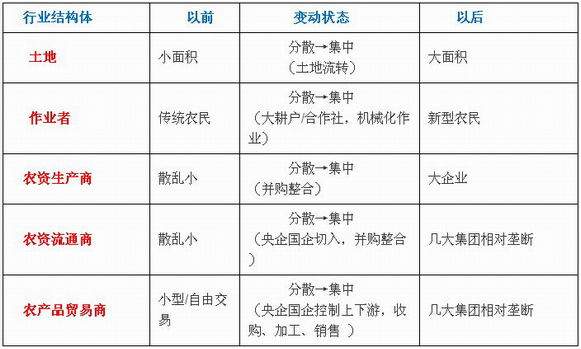 行业结构体 以前 变动状态 以后
土地 小面积 分散→集中 大面积
（土地流转）
作业者 传统农民 分散→集中 新型农民
（大耕户/合作社，机械化作
业）
农资生产商 散乱小 分散→集中 大企业
（并购整合）
农资流通商 散乱小 分散→集中 几大集团相对垄断
（央企国企切入，并购整合）
农产品贸易商 小型/自由交 分散→集中 几大集团相对垄断
易 （央企国企控制上下游，收
购、加工、销售 ）